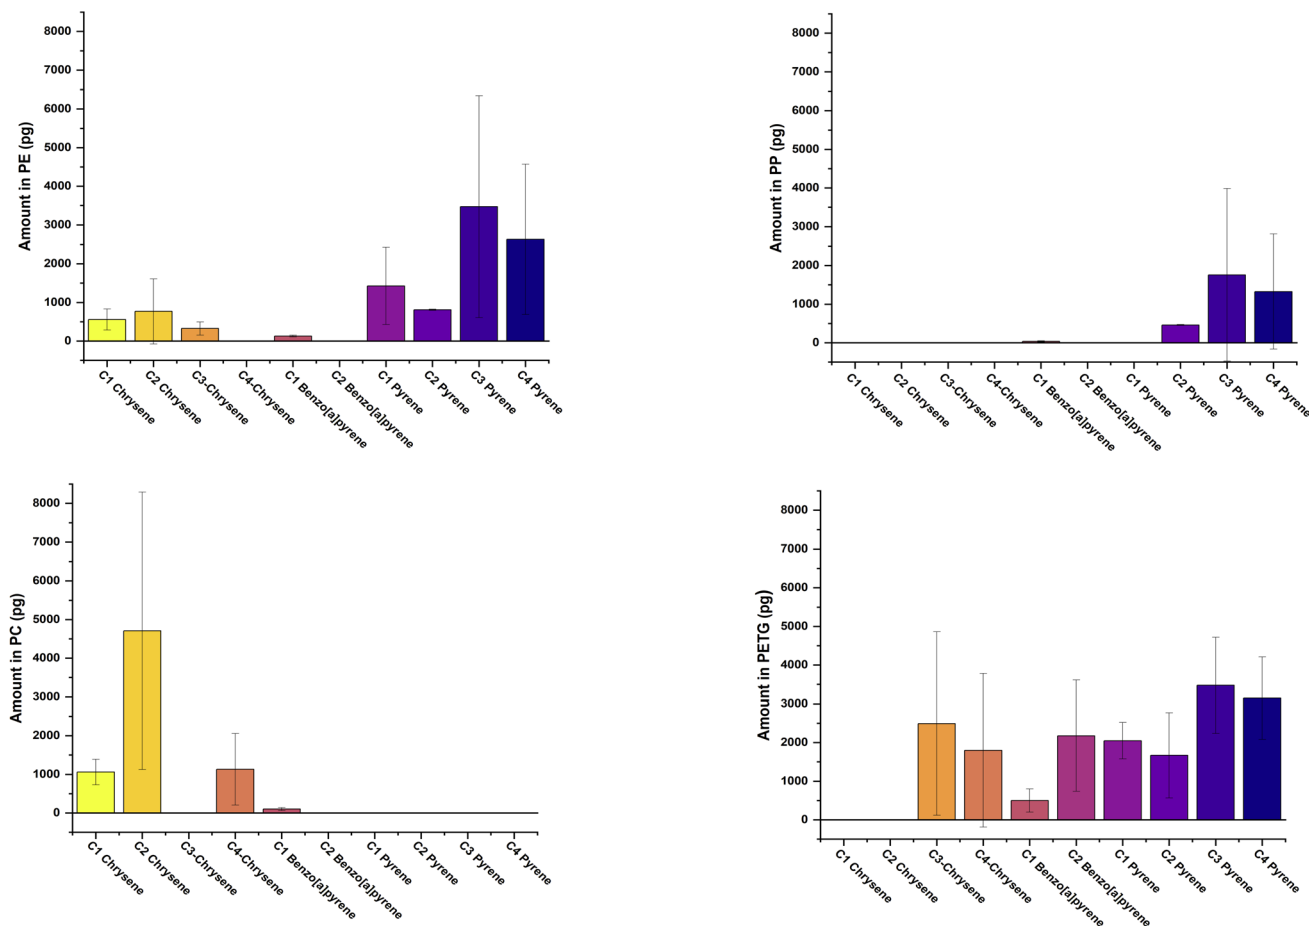 Amount in PE (pg)
8000
7000
6000
5000
4000
3000
2000
1000
0
C1 Chrysene
C2 Chrysene
C3-Chrysene
C4-Chrysene
C1 Benzo[a]pyrene
C2 Benzo[a]pyrene
C1 Pyrene
C2 Pyrene
C3 Pyrene
C4 Pyrene
Amount in PP (pg)
8000
7000
6000
5000
4000
3000
2000
1000
0
C1 Chrysene
C2 Chrysene
C3-Chrysene
C4-Chrysene
C1 Benzo[a]pyrene
C2 Benzo[a]pyrene
C1 Pyrene
C2 Pyrene
C3 Pyrene
C4 Pyrene
Amount in PC (pg)
8000
7000
6000
5000
4000
3000
2000
1000
0
C1 Chrysene
C2 Chrysene
C3-Chrysene
C4-Chrysene
C1 Benzo[a]pyrene
C2 Benzo[a]pyrene
C1 Pyrene
C2 Pyrene
C3 Pyrene
C4 Pyrene
Amount in PETG (pg)
8000
7000
6000
5000
4000
3000
2000
1000
0
C1 Chrysene
C2 Chrysene
C3-Chrysene
C4-Chrysene
C1 Benzo[a]pyrene
C2 Benzo[a]pyrene
C1 Pyrene
C2 Pyrene
C3 Pyrene
C4 Pyrene